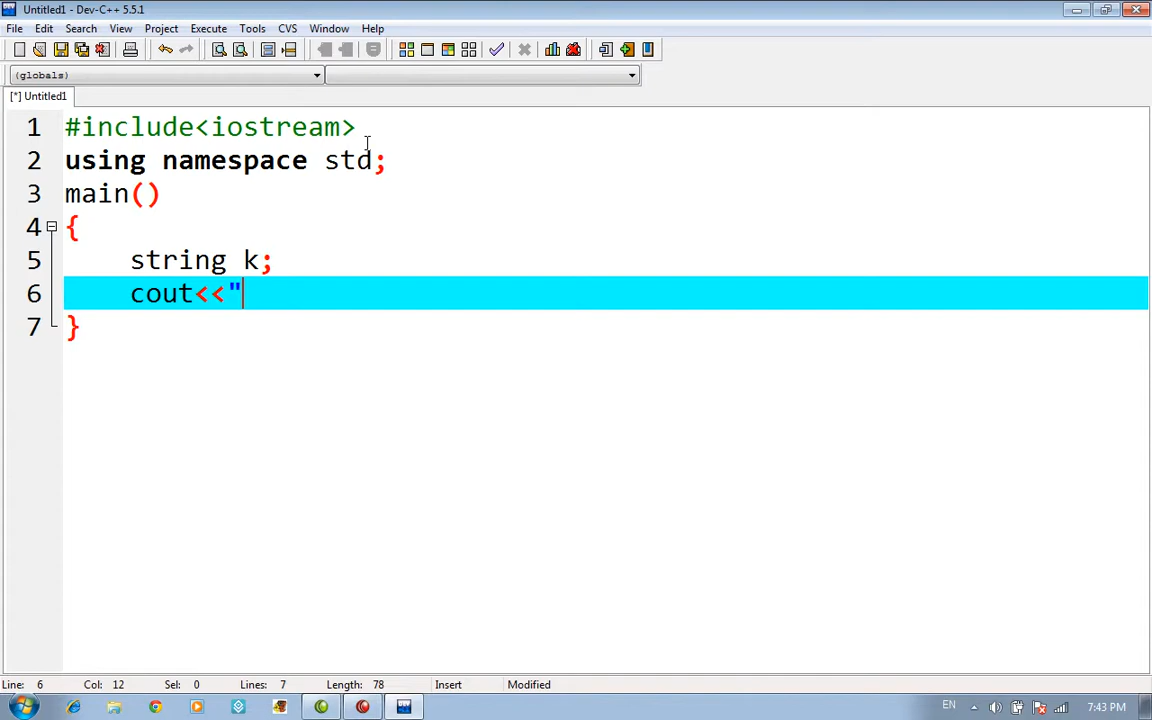 Untitled1 - Dev-C++ 5.5.1
File Edit Search View Project Execute Tools CVS Window Help
(globals)
[*] Untitled1
1 #include<iostream>
2 using namespace std;
3 main()
4 {
5 string k;
6 cout<<"
7 }
Line: 6 Col: 12 Sel: 0 Lines: 7 Length: 78 Insert Modified
EN 7:43 PM